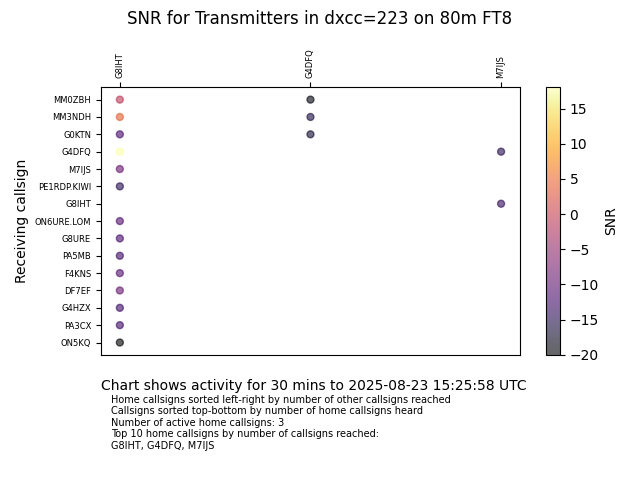 SNR for Transmitters in dxcc=223 on 80m FT8
G8IHT
G4DFQ
M7IJS
MM0ZBH
MM3NDH
G0KTN
G4DFQ
M7IJS
PE1RDP.KIWI
G8IHT
ON6URE.LOM
G8URE
PA5MB
F4KNS
DF7EF
G4HZX
PA3CX
ON5KQ
Receiving callsign
15
10
5
0
−5
−10
−15
−20
SNR
Chart shows activity for 30 mins to 2025-08-23 15:25:58 UTC
Home callsigns sorted left-right by number of other callsigns reached
Callsigns sorted top-bottom by number of home callsigns heard
Number of active home callsigns: 3
Top 10 home callsigns by number of callsigns reached:
G8IHT, G4DFQ, M7IJS